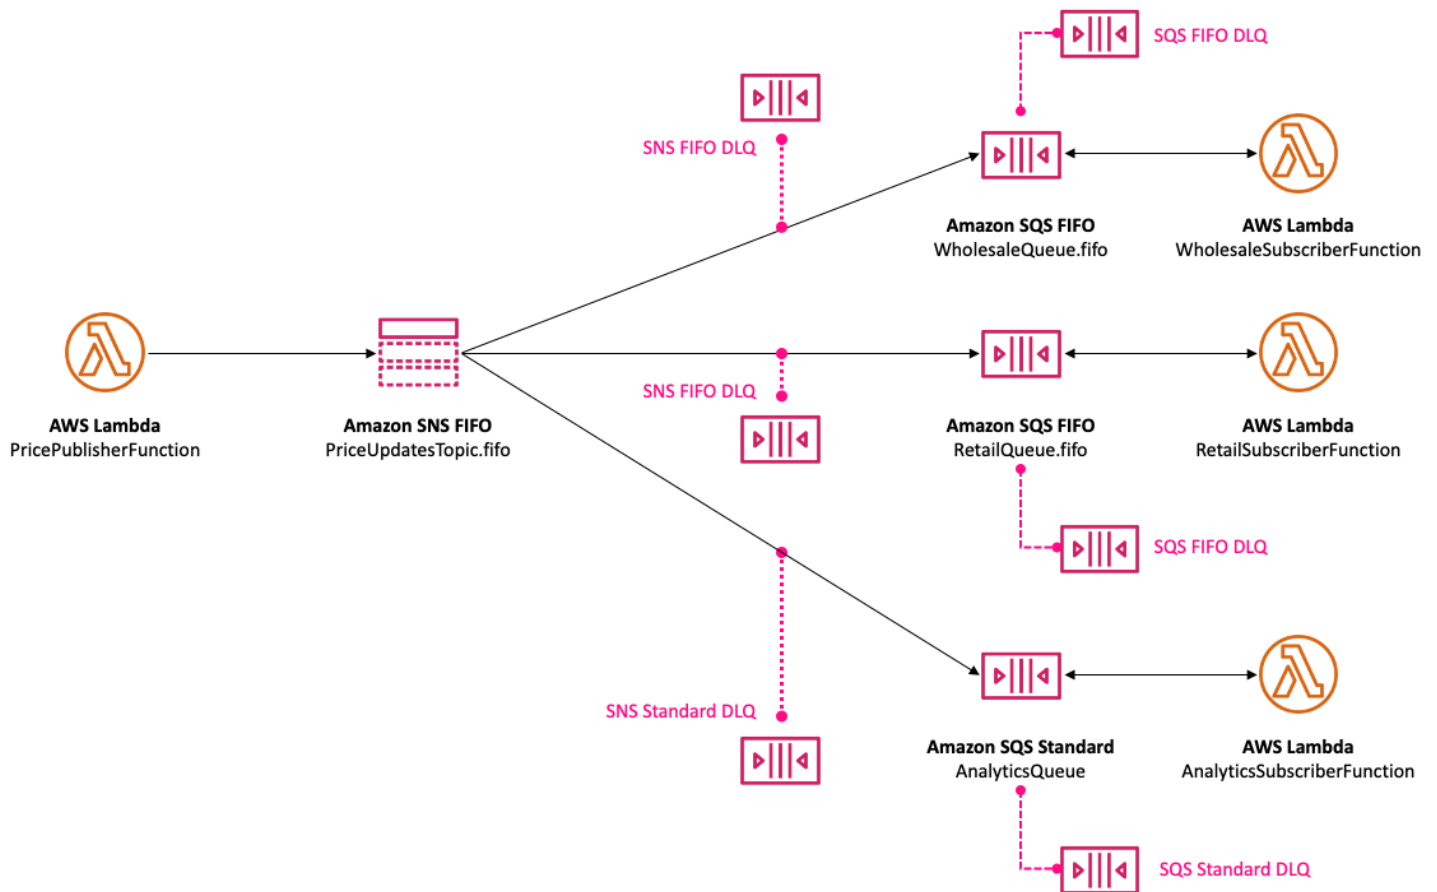 SQS FIFO DLQ
SNS FIFO DLQ
Amazon SQS FIFO
WholesaleQueue.fifo
AWS Lambda
WholesaleSubscriberFunction
AWS Lambda
PricePublisherFunction
Amazon SNS FIFO
PriceUpdatesTopic.fifo
SNS FIFO DLQ
Amazon SQS FIFO
RetailQueue.fifo
AWS Lambda
RetailSubscriberFunction
SQS FIFO DLQ
SNS Standard DLQ
Amazon SQS Standard
AnalyticsQueue
AWS Lambda
AnalyticsSubscriberFunction
SQS Standard DLQ